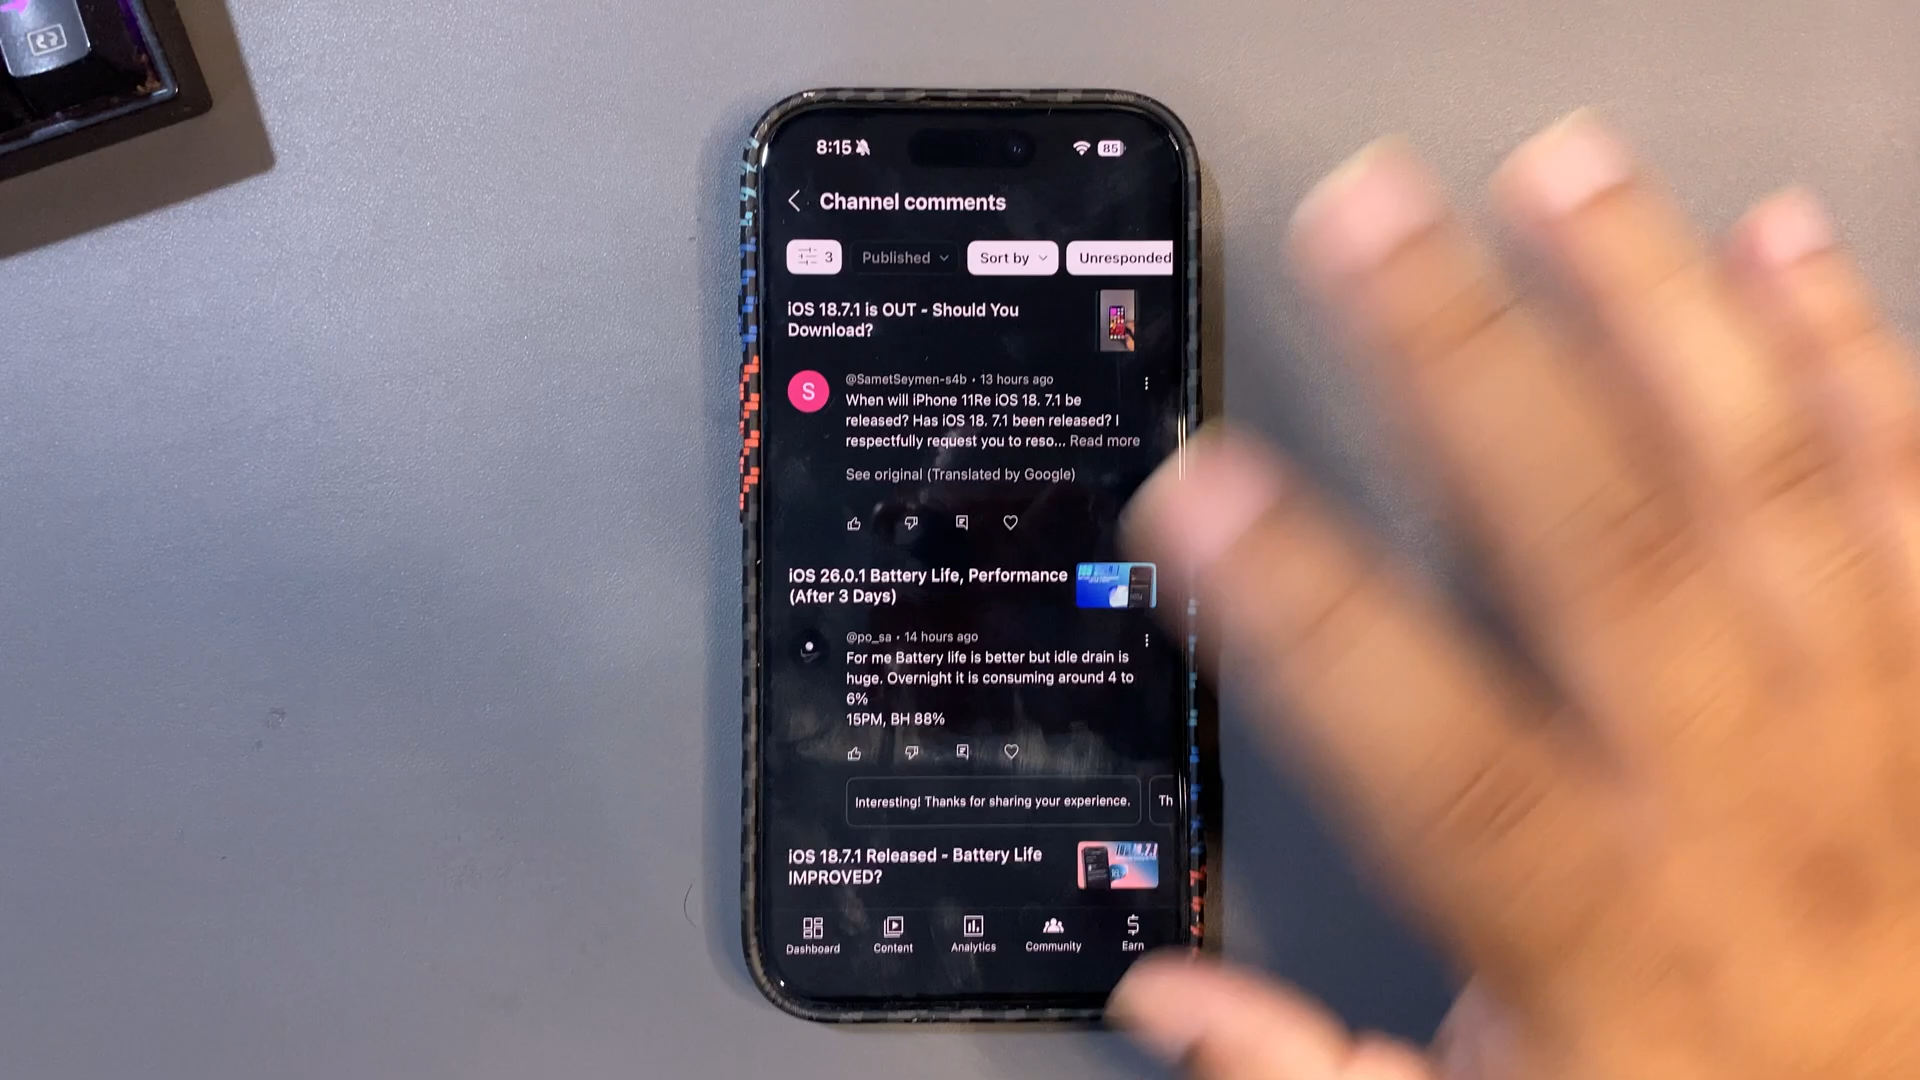 8:15
85
Channel comments
3
Published
Sort by
Unresponded
iOS 18.7.1 is OUT - Should You
Download?
S
@SametSeymen-s4b • 13 hours ago
When will iPhone 11Re iOS 18. 7.1 be
released? Has iOS 18. 7.1 been released? I
respectfully request you to reso... Read more
See original (Translated by Google)
iOS 26.0.1 Battery Life, Performance
(After 3 Days)
@po_sa • 14 hours ago
For me Battery life is better but idle drain is
huge. Overnight it is consuming around 4 to
6%
15PM, BH 88%
Interesting! Thanks for sharing your experience.
Th
iOS 18.7.1 Released - Battery Life
IMPROVED?
Dashboard
Content
Analytics
Community
Earn